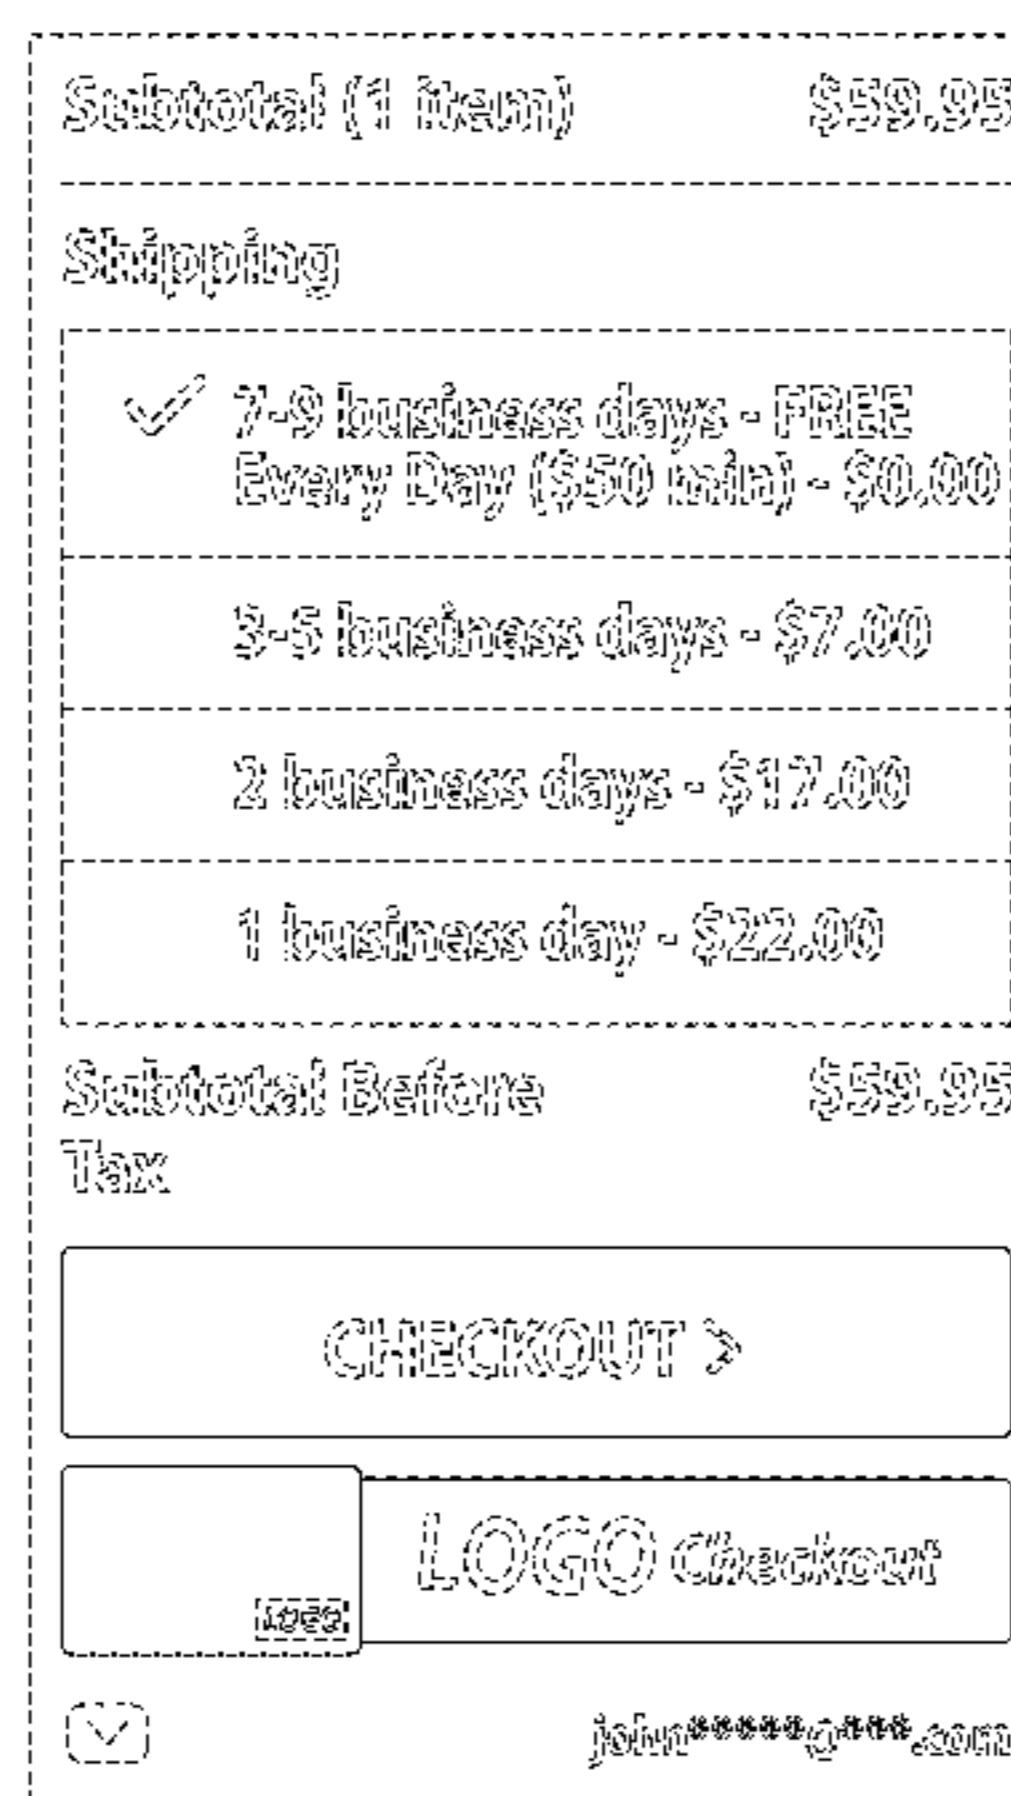 Subtotal (1 item) $59.95
Shipping
7-9 business days - FREE
Every Day ($50 min) - $0.00
3-5 business days - $7.00
2 business days - $17.00
1 business day - $22.00
Subtotal Before $59.95
Tax
CHECKOUT >
LOGO Checkout
LOGO
john*****g***.com